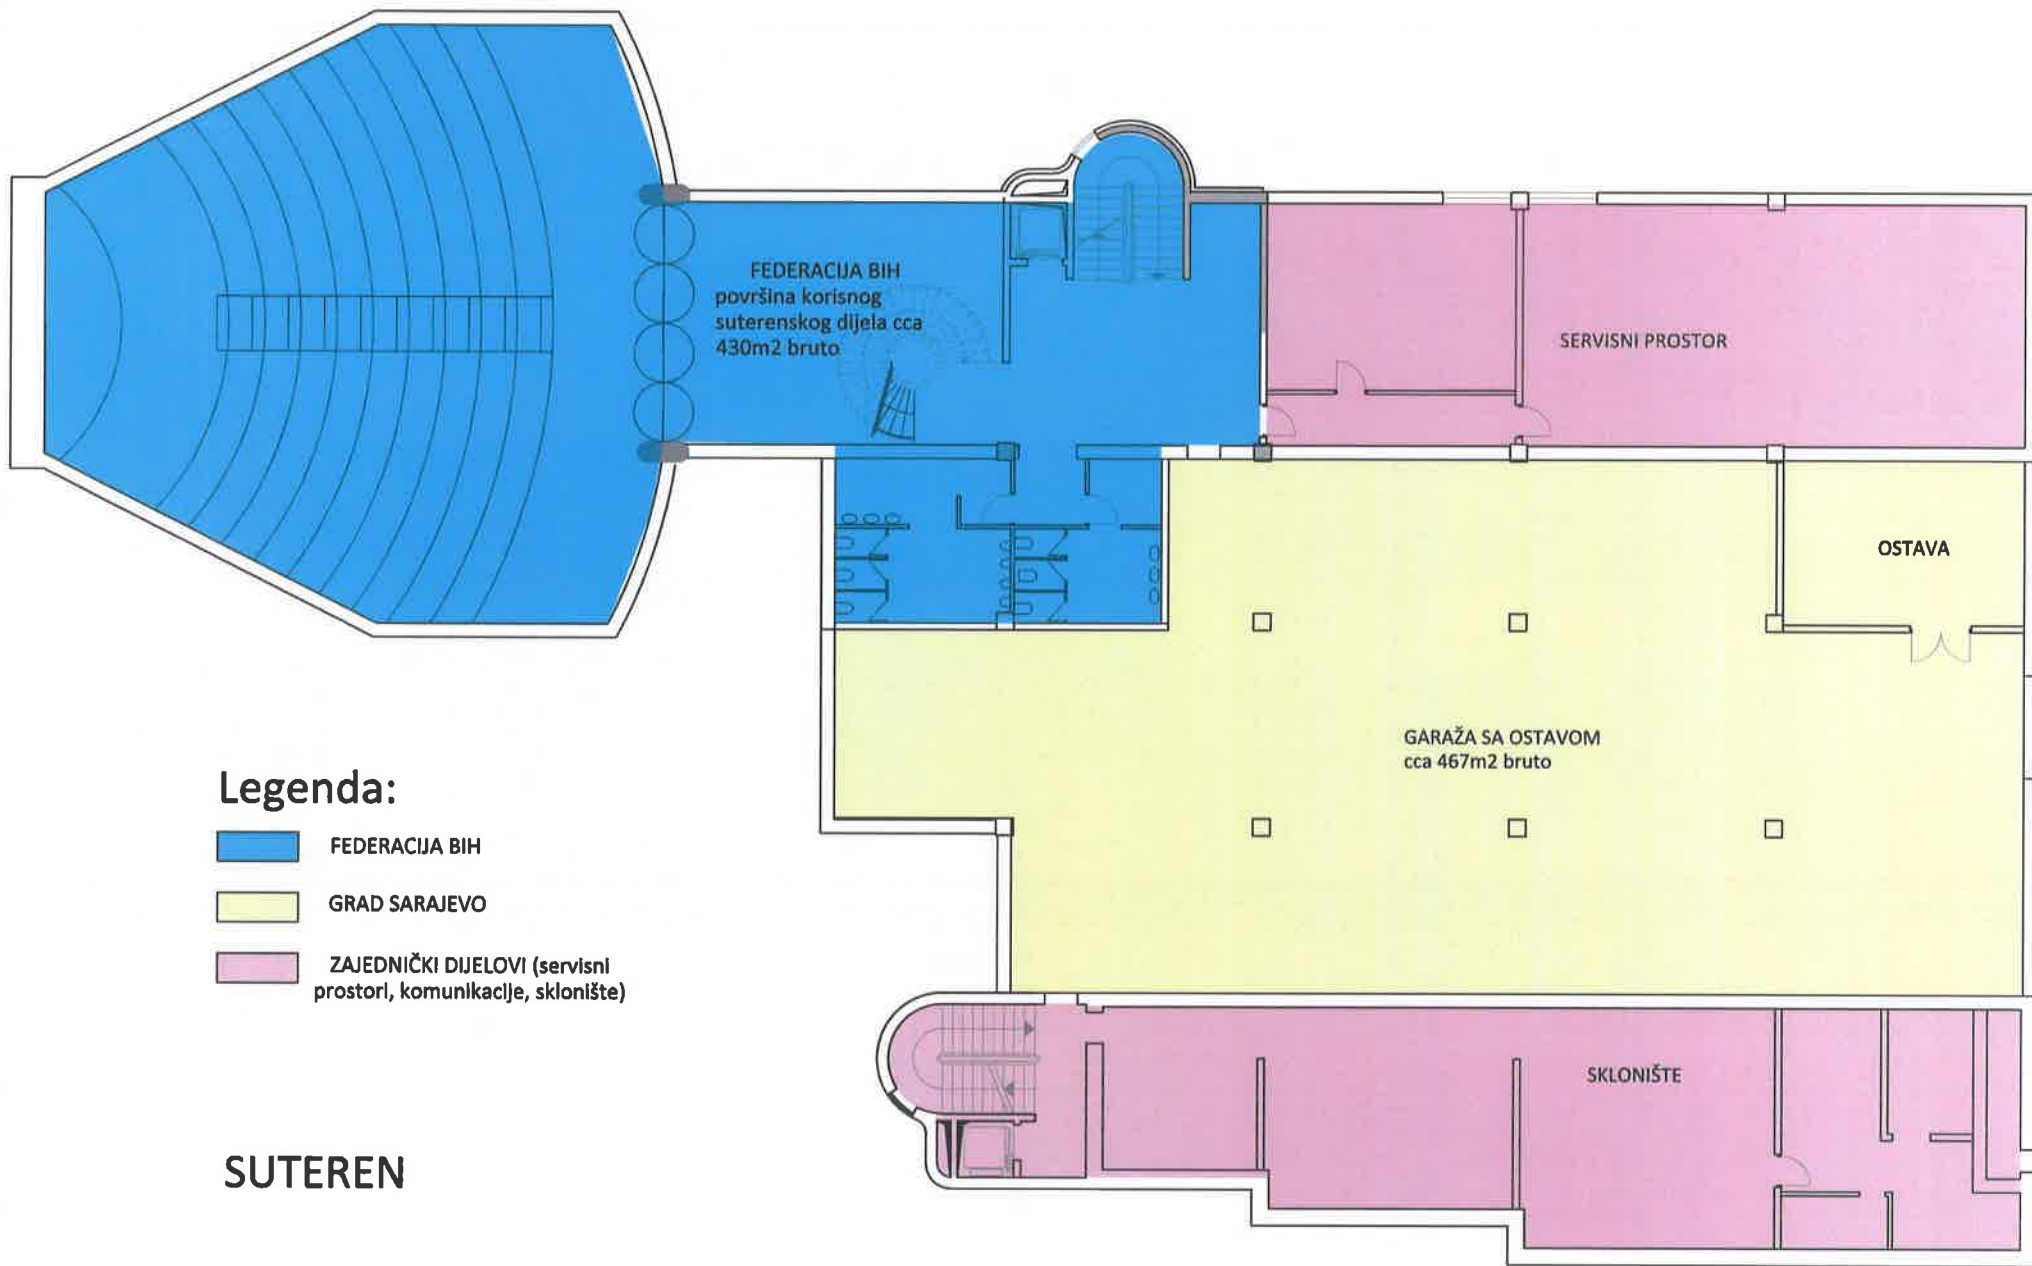 FEDERACIJA BIH
površina korisnog
suterenskog dijela cca
430m2 bruto
SERVISNI PROSTOR
OSTAVA
GARAŽA SA OSTAVOM
cca 467m2 bruto
Legenda:
FEDERACIJA BIH
GRAD SARAJEVO
ZAJEDNIČKI DIJELOVI (servisni
prostori, komunikacije, sklonište)
SKLONIŠTE
SUTEREN